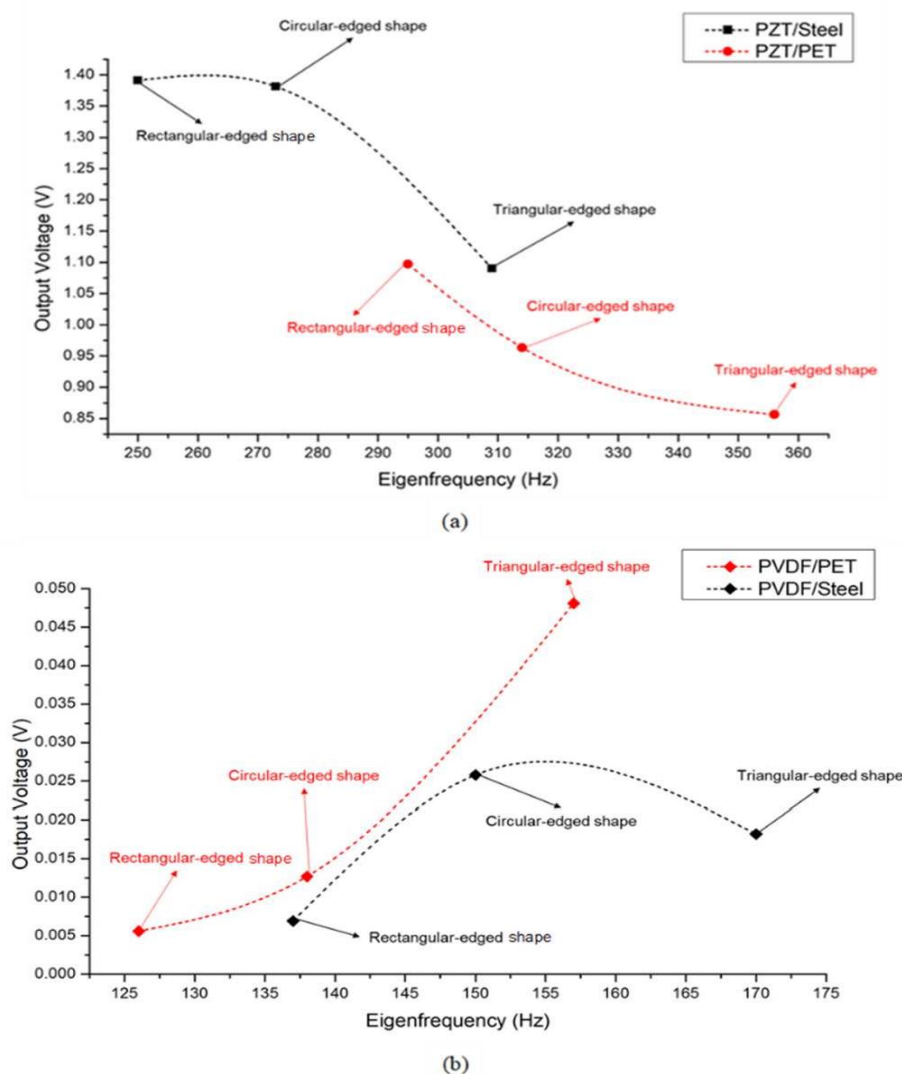 Circular-edged shape
PZT/Steel
PZT/PET
1.40
1.35
1.30
1.25
1.20
1.15
1.10
1.05
1.00
0.95
0.90
0.85
Output Voltage (V)
Rectangular-edged shape
Triangular-edged shape
Rectangular-edged shape
Circular-edged shape
Triangular-edged shape
250 260 270 280 290 300 310 320 330 340 350 360
Eigenfrequency (Hz)
(a)
Triangular-edged shape
PVDF/PET
PVDF/Steel
0.050
0.045
0.040
0.035
0.030
0.025
0.020
0.015
0.010
0.005
0.000
Output Voltage (V)
Circular-edged shape
Triangular-edged shape
Circular-edged shape
Rectangular-edged shape
Rectangular-edged shape
125 130 135 140 145 150 155 160 165 170 175
Eigenfrequency (Hz)
(b)